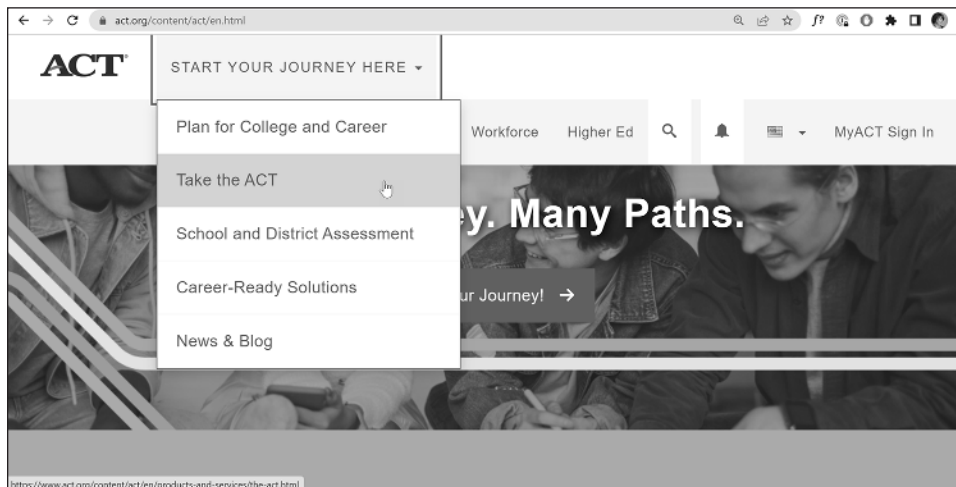 act.org/content/act/en.html
ACT
START YOUR JOURNEY HERE
Plan for College and Career
Take the ACT
School and District Assessment
Career-Ready Solutions
News & Blog
Workforce
Higher Ed
MyACT Sign In
ey. Many Paths.
ur Journey! →
https://www.act.org/content/act/en/products-and-services/the-act.html